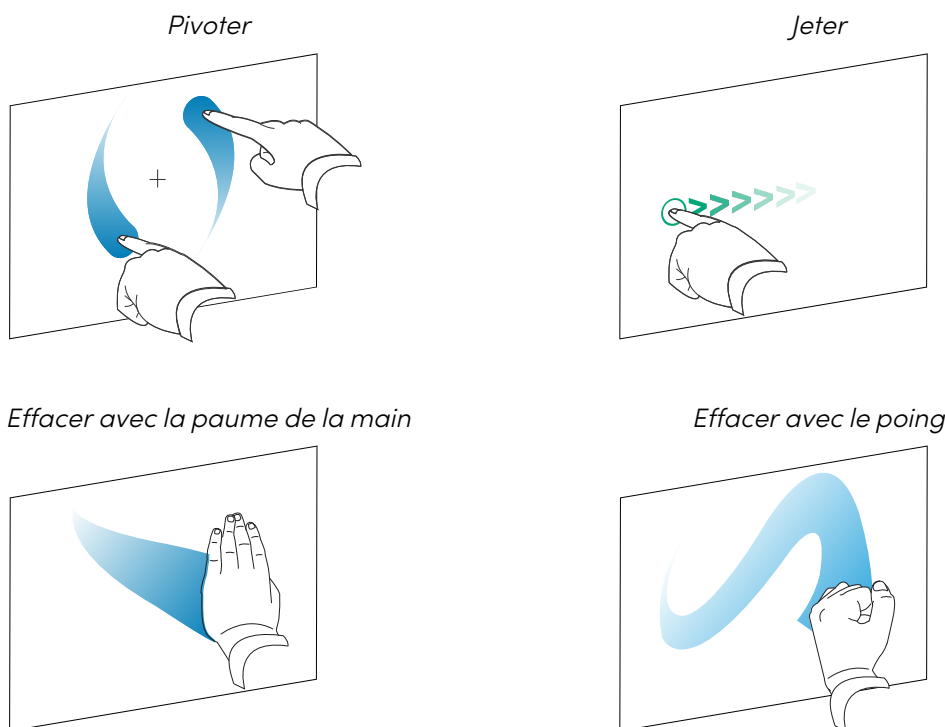 Pivoter
Jeter
Effacer avec la paume de la main
Effacer avec le poing